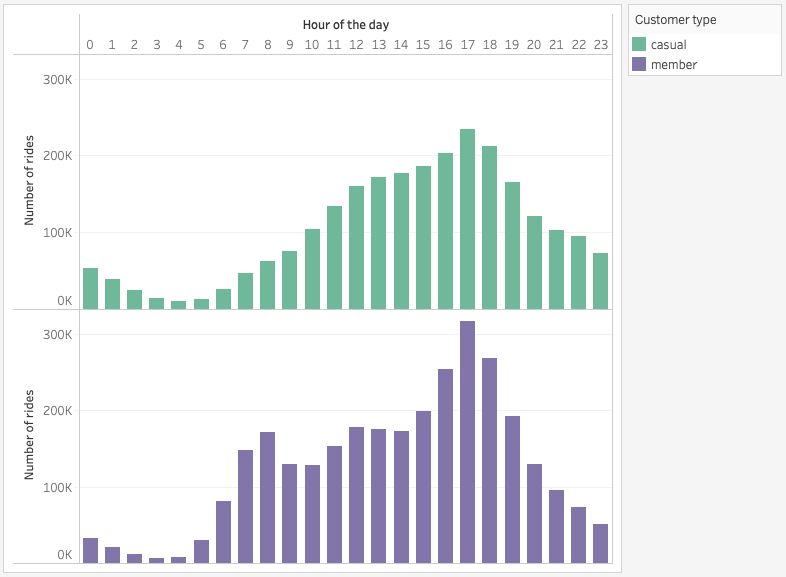 Hour of the day
0 1 2 3 4 5 6 7 8 9 10 11 12 13 14 15 16 17 18 19 20 21 22 23
300K
200K
100K
0K
Number of rides
300K
200K
100K
0K
Number of rides
Customer type
casual
member